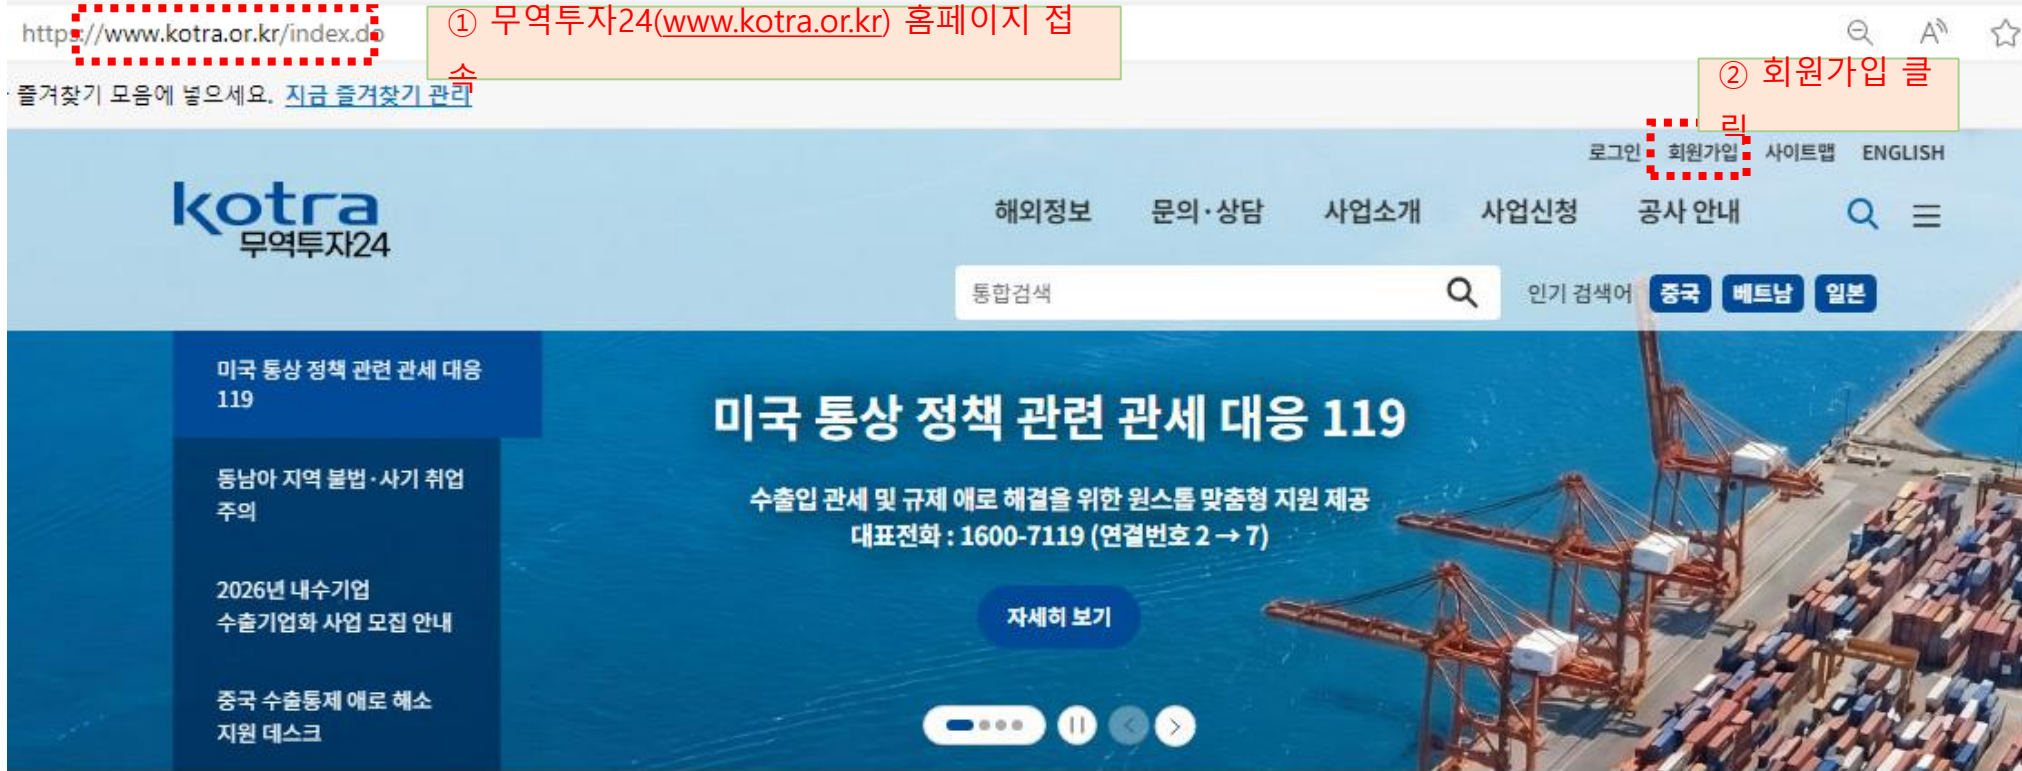 https://www.kotra.or.kr/index.do
① 무역투자24(www.kotra.or.kr) 홈페이지 접
속
즐겨찾기 모음에 넣으세요. 지금 즐겨찾기 관리
② 회원가입 클
릭
로그인 회원가입 사이트맵 ENGLISH
kotra
무역투자24
해외정보 문의·상담 사업소개 사업신청 공사 안내
통합검색
인기 검색어 중국 베트남 일본
미국 통상 정책 관련 관세 대응
119
동남아 지역 불법·사기 취업
주의
2026년 내수기업
수출기업화 사업 모집 안내
중국 수출통제 애로 해소
지원 데스크
미국 통상 정책 관련 관세 대응 119
수출입 관세 및 규제 애로 해결을 위한 원스톱 맞춤형 지원 제공
대표전화 : 1600-7119 (연결번호 2 → 7)
자세히 보기